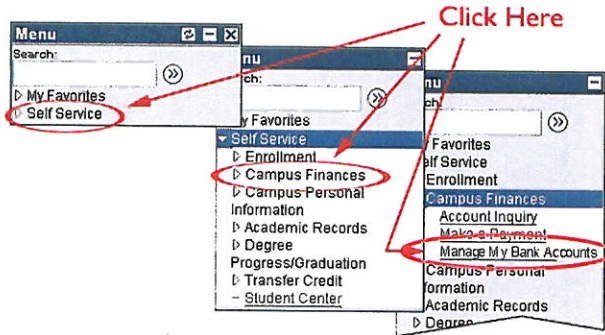 Click Here
Menu
Search:
My Favorites
Self Service
nu
ch:
y Favorites
Self Service
Enrollment
Campus Finances
Campus Personal
Information
Academic Records
Degree
Progress/Graduation
Transfer Credit
Student Center
nu
ch:
Favorites
elf Service
Enrollment
Campus Finances
Account Inquiry
Make a Payment
Manage My Bank Accounts
Campus Personal
formation
Academic Records
Degree